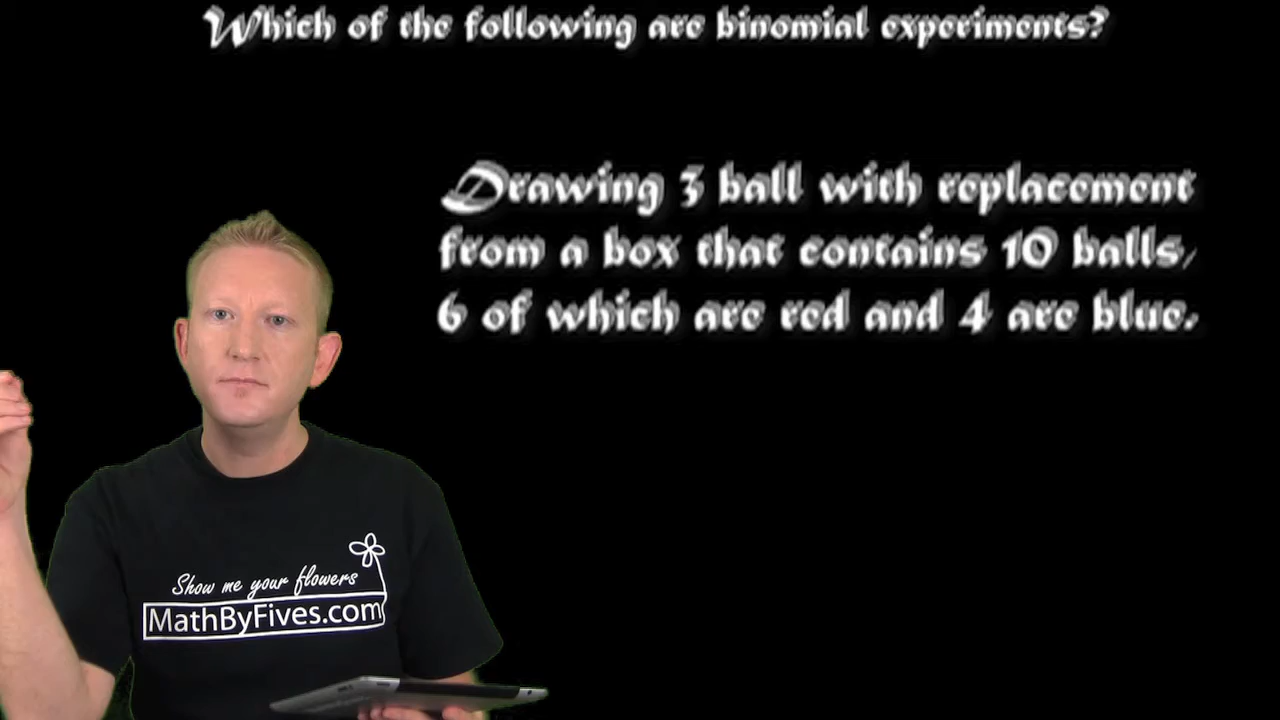 Which of the following are binomial experiments?
Drawing 3 ball with replacement
from a box that contains 10 balls,
6 of which are red and 4 are blue.
Show me your flowers
MathByFives.com